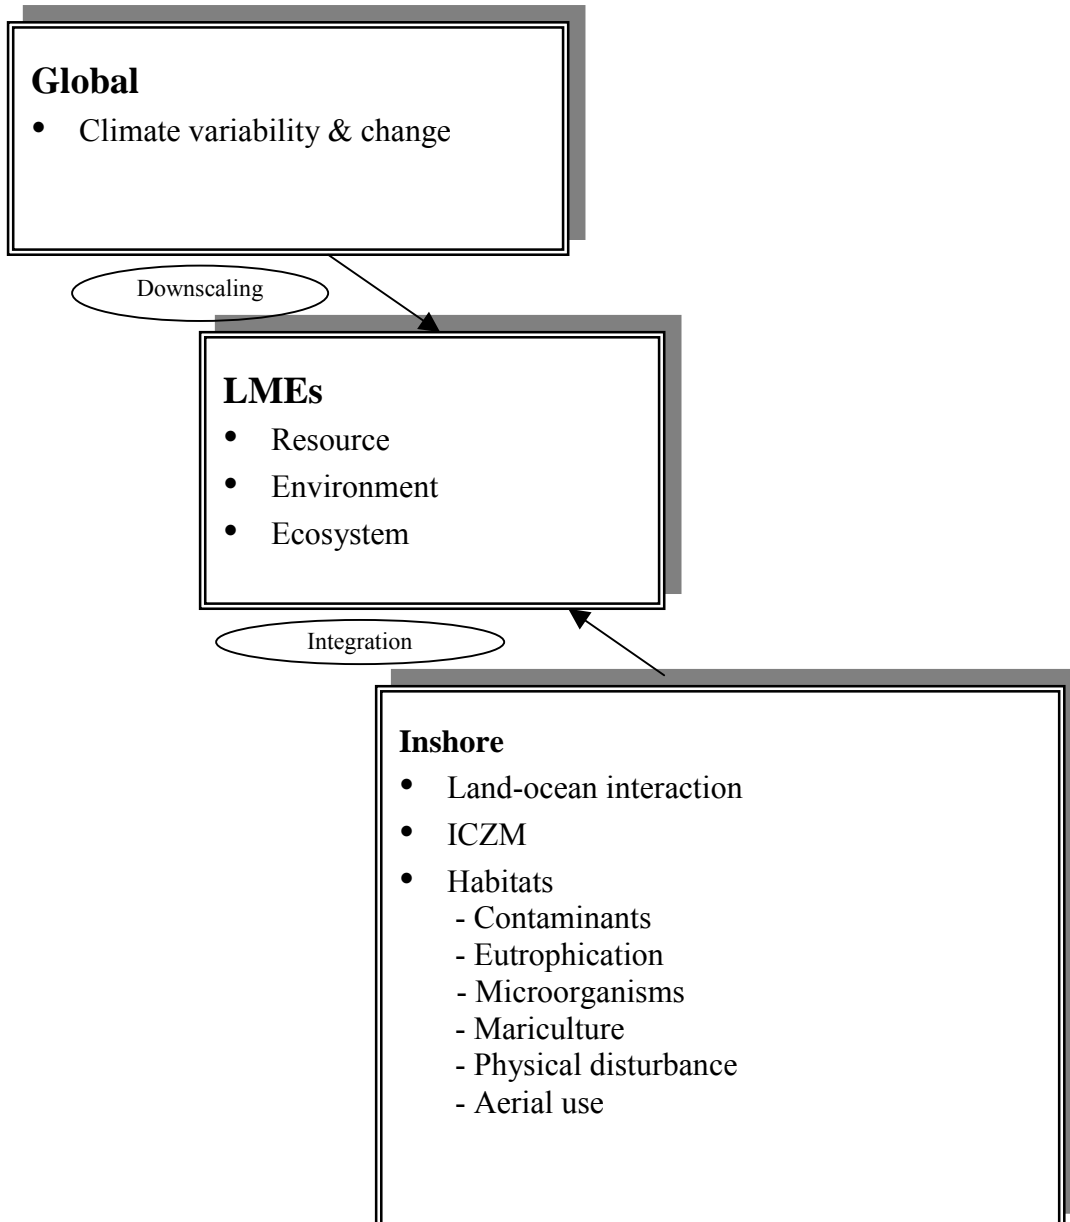 Global
• Climate variability & change
Downscaling
LMEs
• Resource
• Environment
• Ecosystem
Integration
Inshore
• Land-ocean interaction
• ICZM
• Habitats
- Contaminants
- Eutrophication
- Microorganisms
- Mariculture
- Physical disturbance
- Aerial use